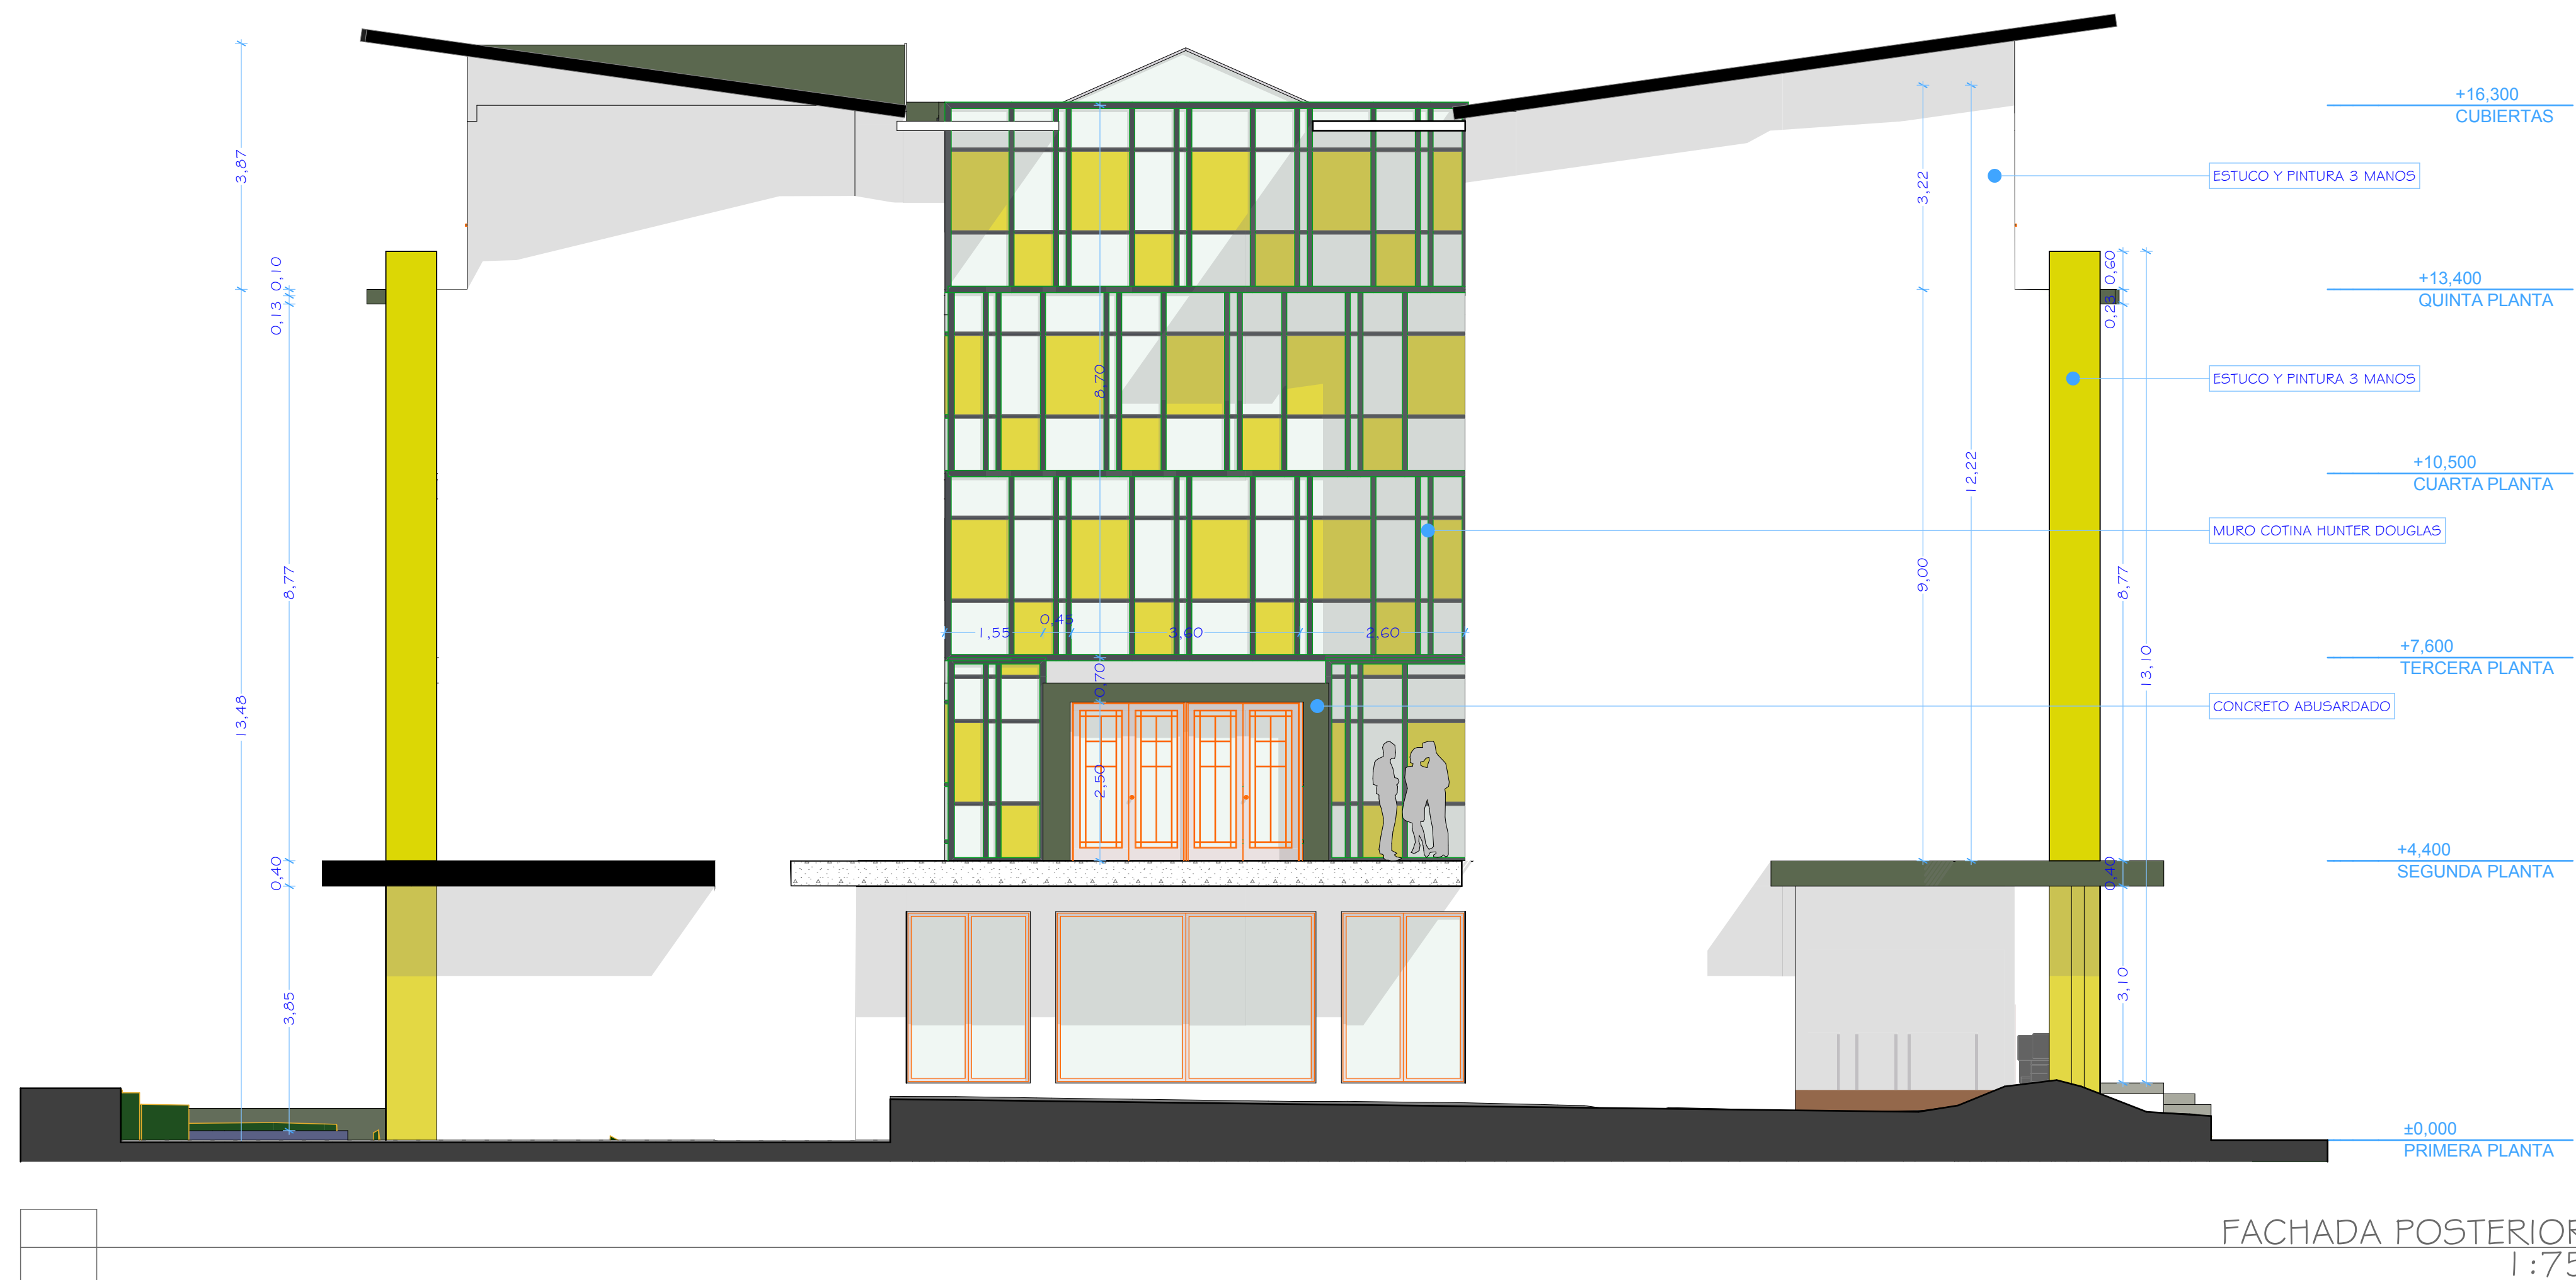 +16,300
CUBIERTAS
ESTUCO Y PINTURA 3 MANOS
+13,400
QUINTA PLANTA
ESTUCO Y PINTURA 3 MANOS
+10,500
CUARTA PLANTA
MURO COTINA HUNTER DOUGLAS
+7,600
TERCERA PLANTA
CONCRETO ABUSARDADO
+4,400
SEGUNDA PLANTA
±0,000
PRIMERA PLANTA
3,87
13,48
0,10
0,13
8,77
0,40
3,85
8,70
1,55
0,45
3,60
2,60
0,70
2,50
3,22
9,00
12,22
0,60
0,23
8,77
13,10
0,40
3,10
FACHADA POSTERIOR
1:75